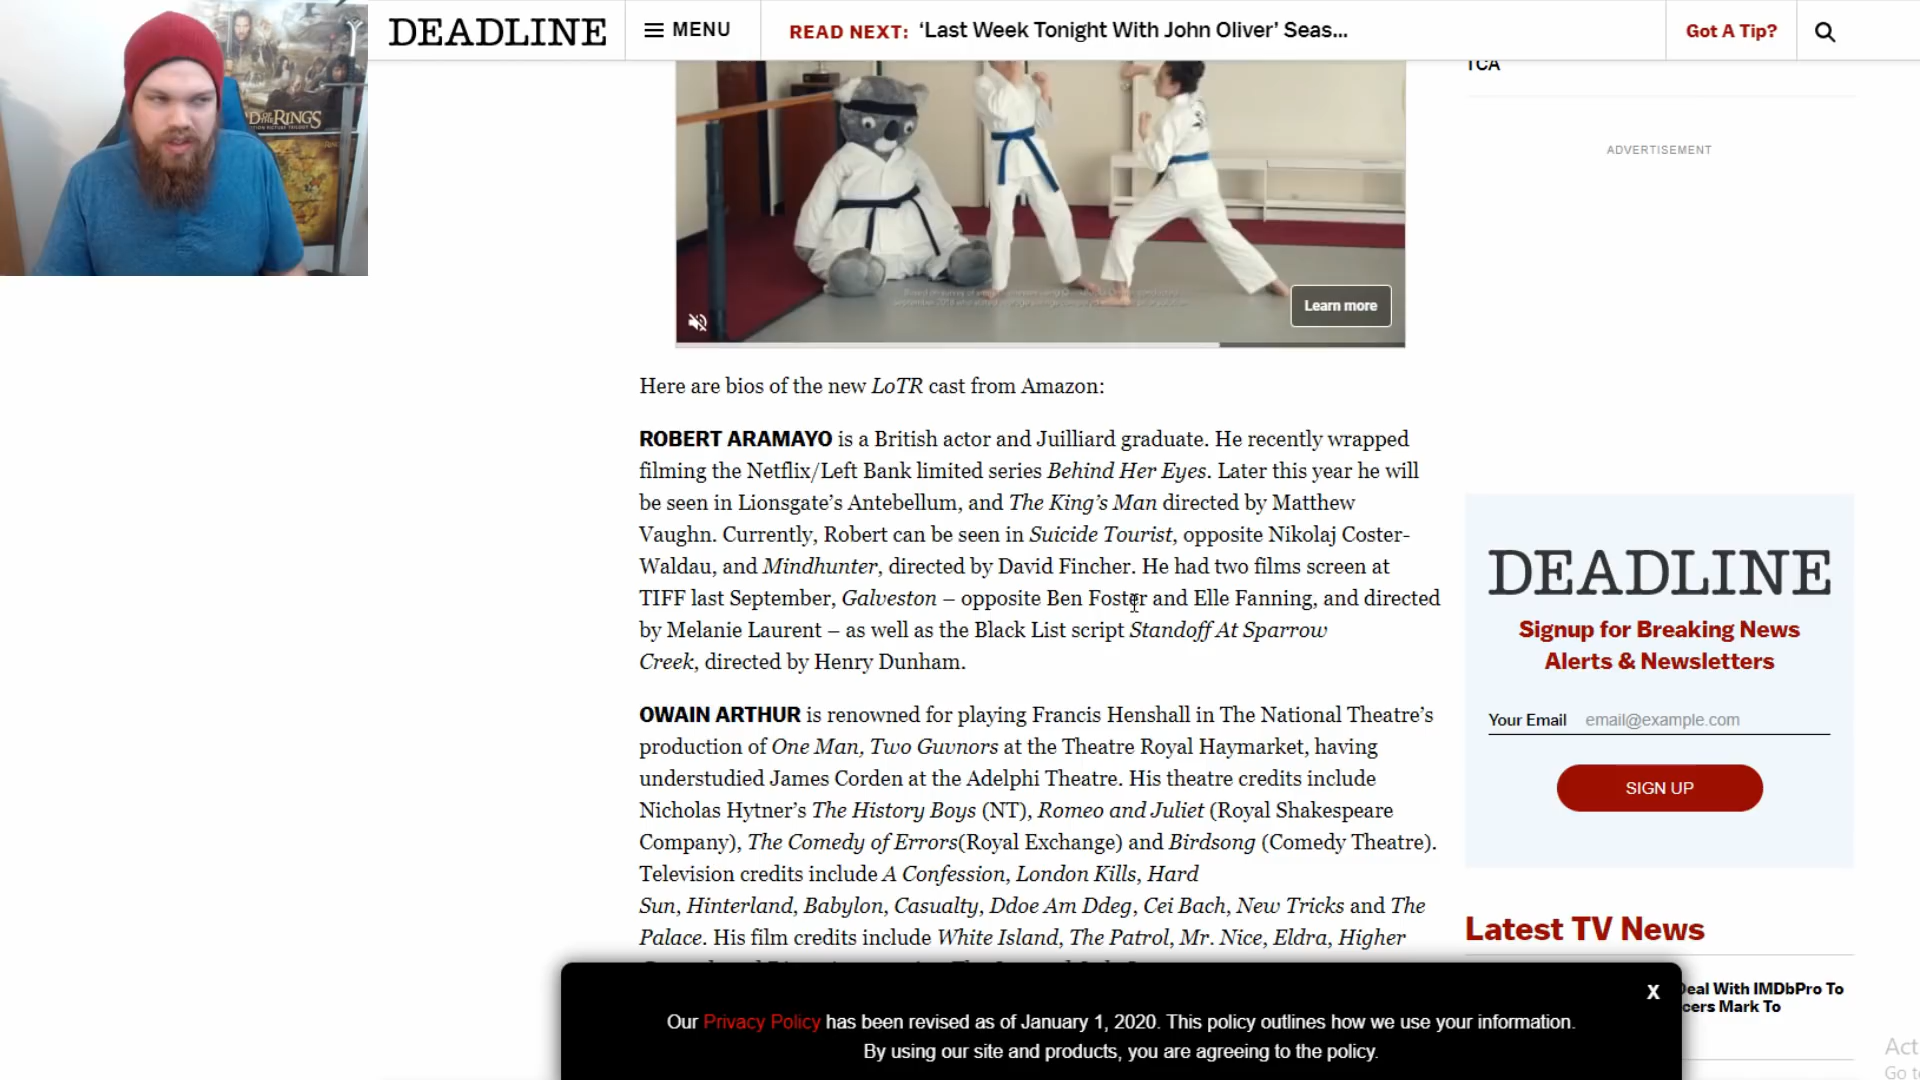 DEADLINE
MENU
READ NEXT: ‘Last Week Tonight With John Oliver’ Seas...
Got A Tip?
TCA
ADVERTISEMENT
THE RINGS
Learn more
Here are bios of the new LoTR cast from Amazon:
ROBERT ARAMAYO is a British actor and Juilliard graduate. He recently wrapped
filming the Netflix/Left Bank limited series Behind Her Eyes. Later this year he will
be seen in Lionsgate’s Antebellum, and The King’s Man directed by Matthew
Vaughn. Currently, Robert can be seen in Suicide Tourist, opposite Nikolaj Coster-
Waldau, and Mindhunter, directed by David Fincher. He had two films screen at
TIFF last September, Galveston – opposite Ben Foster and Elle Fanning, and directed
by Melanie Laurent – as well as the Black List script Standoff At Sparrow
Creek, directed by Henry Dunham.
OWAIN ARTHUR is renowned for playing Francis Henshall in The National Theatre’s
production of One Man, Two Guvnors at the Theatre Royal Haymarket, having
understudied James Corden at the Adelphi Theatre. His theatre credits include
Nicholas Hytner’s The History Boys (NT), Romeo and Juliet (Royal Shakespeare
Company), The Comedy of Errors(Royal Exchange) and Birdsong (Comedy Theatre).
Television credits include A Confession, London Kills, Hard
Sun, Hinterland, Babylon, Casualty, Ddoe Am Ddeg, Cei Bach, New Tricks and The
Palace. His film credits include White Island, The Patrol, Mr. Nice, Eldra, Higher
DEADLINE
Signup for Breaking News
Alerts & Newsletters
Your Email email@example.com
SIGN UP
Latest TV News
Deal With IMDbPro To
cers Mark To
X
Our Privacy Policy has been revised as of January 1, 2020. This policy outlines how we use your information.
By using our site and products, you are agreeing to the policy.
Act
Go t